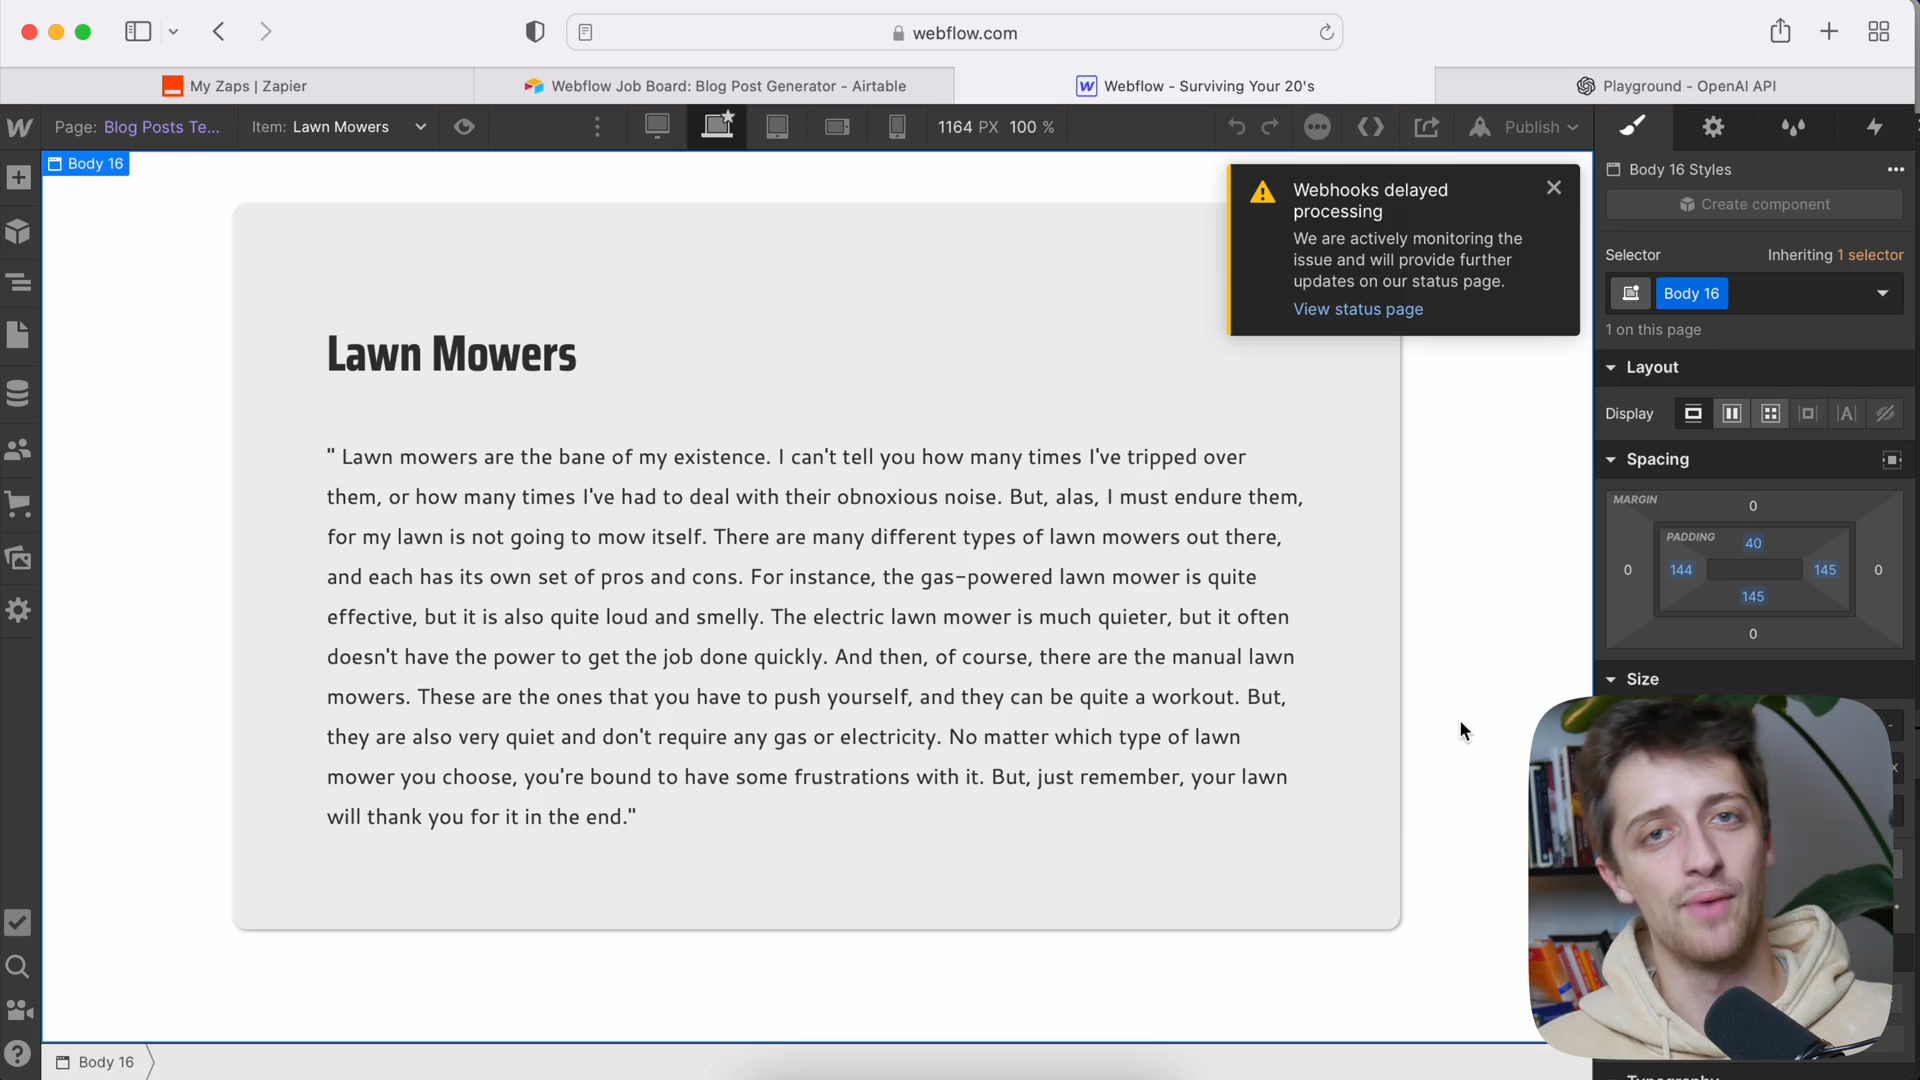 webflow.com
My Zaps | Zapier
Webflow Job Board: Blog Post Generator - Airtable
W Webflow - Surviving Your 20's
Playground - OpenAI API
Page: Blog Posts Te...
Item: Lawn Mowers
1164 PX 100 %
Publish
Body 16
Webhooks delayed
processing
We are actively monitoring the
issue and will provide further
updates on our status page.
View status page
Lawn Mowers
" Lawn mowers are the bane of my existence. I can't tell you how many times I've tripped over
them, or how many times I've had to deal with their obnoxious noise. But, alas, I must endure them,
for my lawn is not going to mow itself. There are many different types of lawn mowers out there,
and each has its own set of pros and cons. For instance, the gas-powered lawn mower is quite
effective, but it is also quite loud and smelly. The electric lawn mower is much quieter, but it often
doesn't have the power to get the job done quickly. And then, of course, there are the manual lawn
mowers. These are the ones that you have to push yourself, and they can be quite a workout. But,
they are also very quiet and don't require any gas or electricity. No matter which type of lawn
mower you choose, you're bound to have some frustrations with it. But, just remember, your lawn
will thank you for it in the end."
Body 16
Body 16 Styles
Create component
Selector
Inheriting 1 selector
Body 16
1 on this page
Layout
Display
Spacing
MARGIN
0
PADDING
40
0
144
145
0
145
0
Size